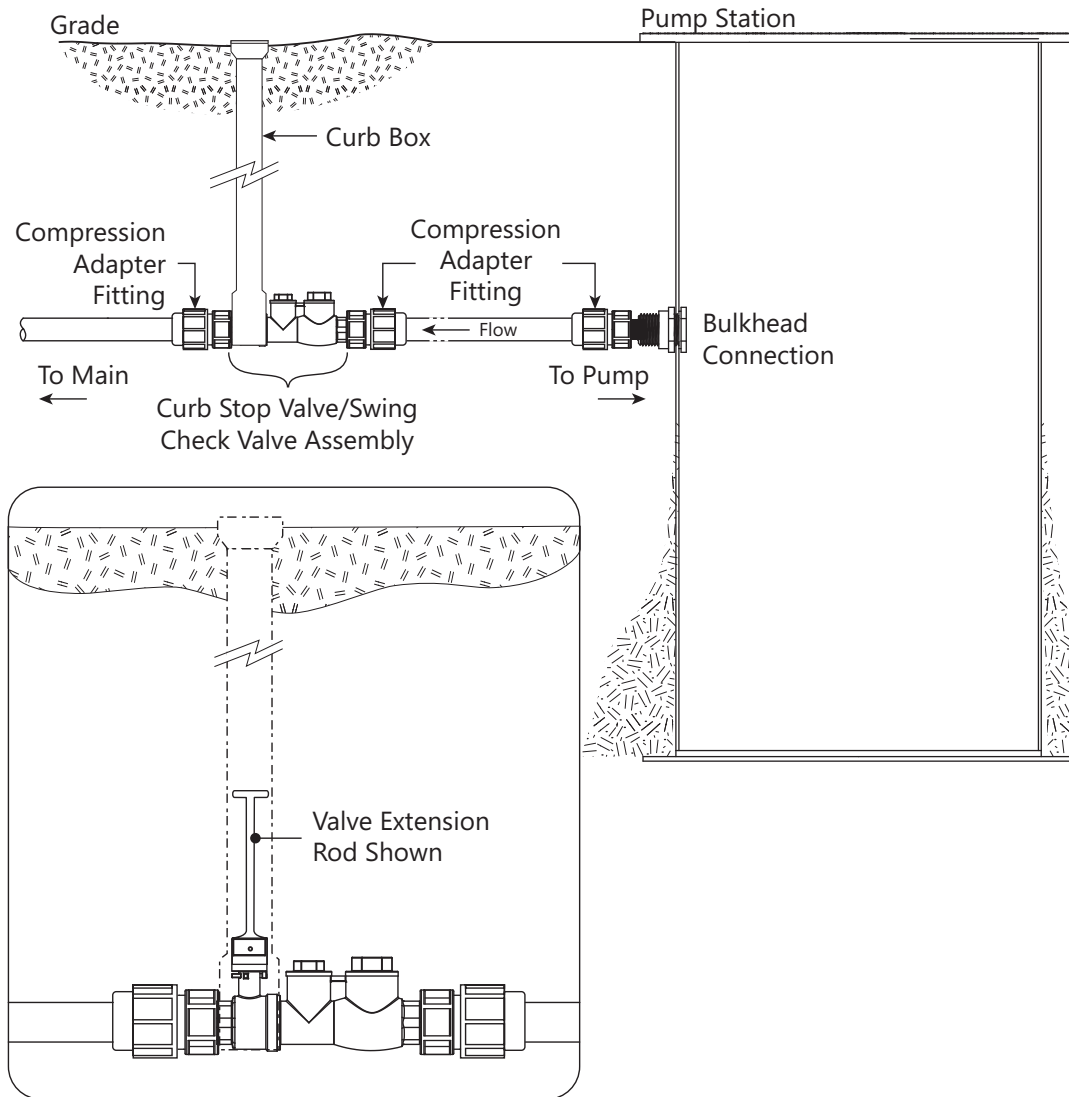 Grade
Pump Station
Curb Box
Compression
Adapter
Fitting
Compression
Adapter
Fitting
Flow
Bulkhead
Connection
To Main
To Pump
Curb Stop Valve/Swing
Check Valve Assembly
Valve Extension
Rod Shown